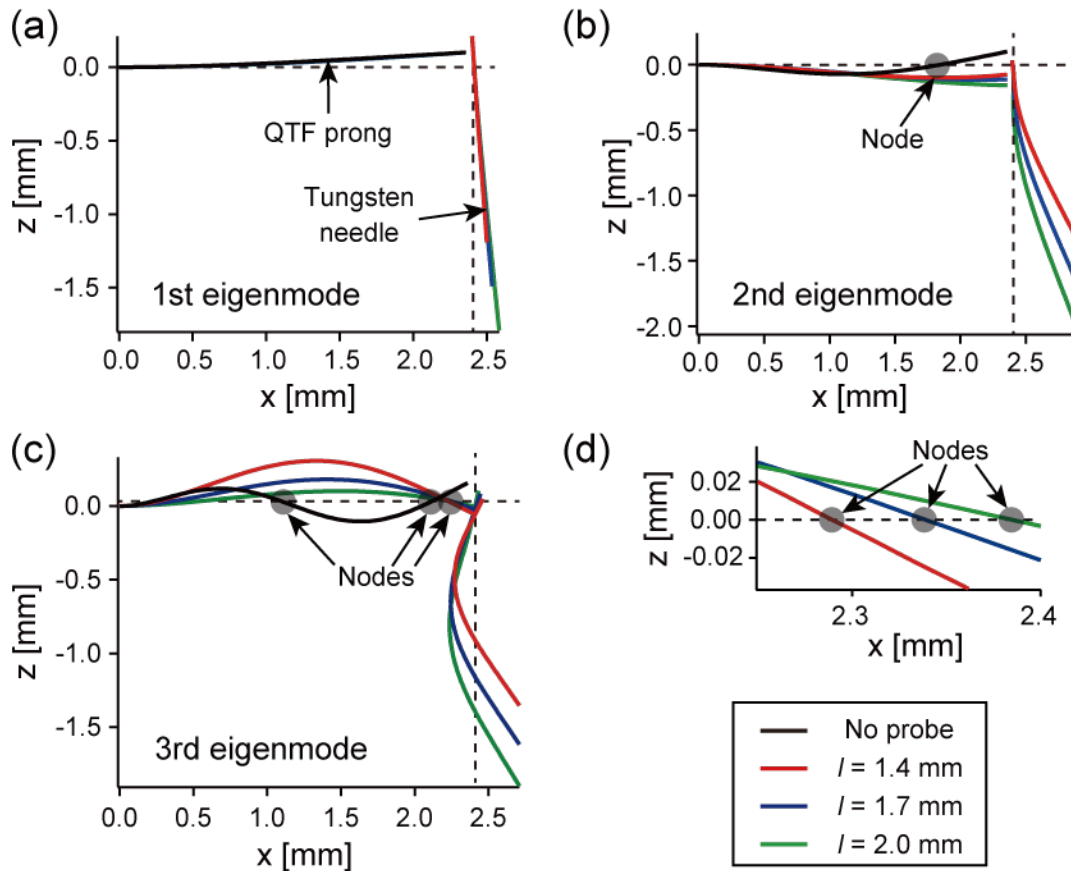 (a)
0.0
-0.5
-1.0
-1.5
z [mm]
QTF prong
Tungsten
needle
1st eigenmode
0.0 0.5 1.0 1.5 2.0 2.5
x [mm]
(b)
0.0
-0.5
-1.0
-1.5
-2.0
z [mm]
Node
2nd eigenmode
0.0 0.5 1.0 1.5 2.0 2.5
x [mm]
(c)
0.0
-0.5
-1.0
-1.5
z [mm]
Nodes
3rd eigenmode
0.0 0.5 1.0 1.5 2.0 2.5
x [mm]
(d)
Nodes
0.02
0.00
-0.02
z [mm]
2.3 2.4
x [mm]
No probe
l = 1.4 mm
l = 1.7 mm
l = 2.0 mm